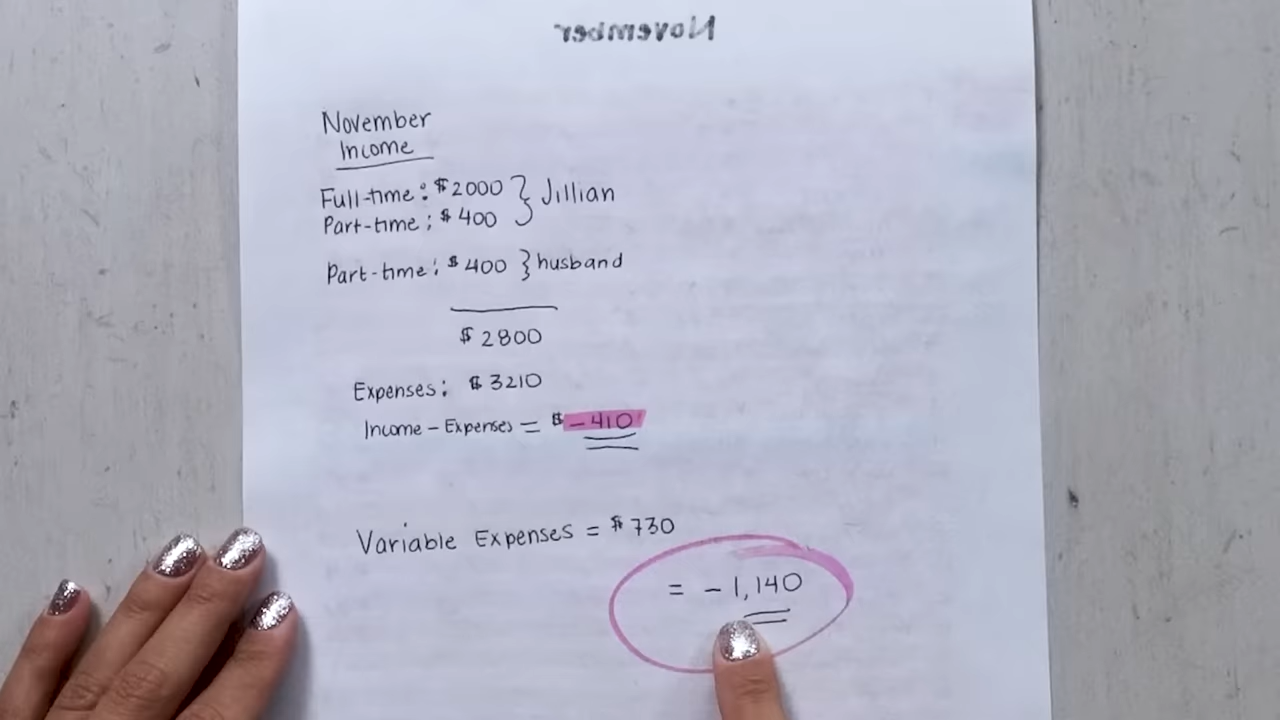 November
November
Income
Full-time: $2000 } Jillian
Part-time: $400
Part-time: $400 } husband
$2800
Expenses: $3210
Income - Expenses = $-410
Variable Expenses = $730
= -1,140